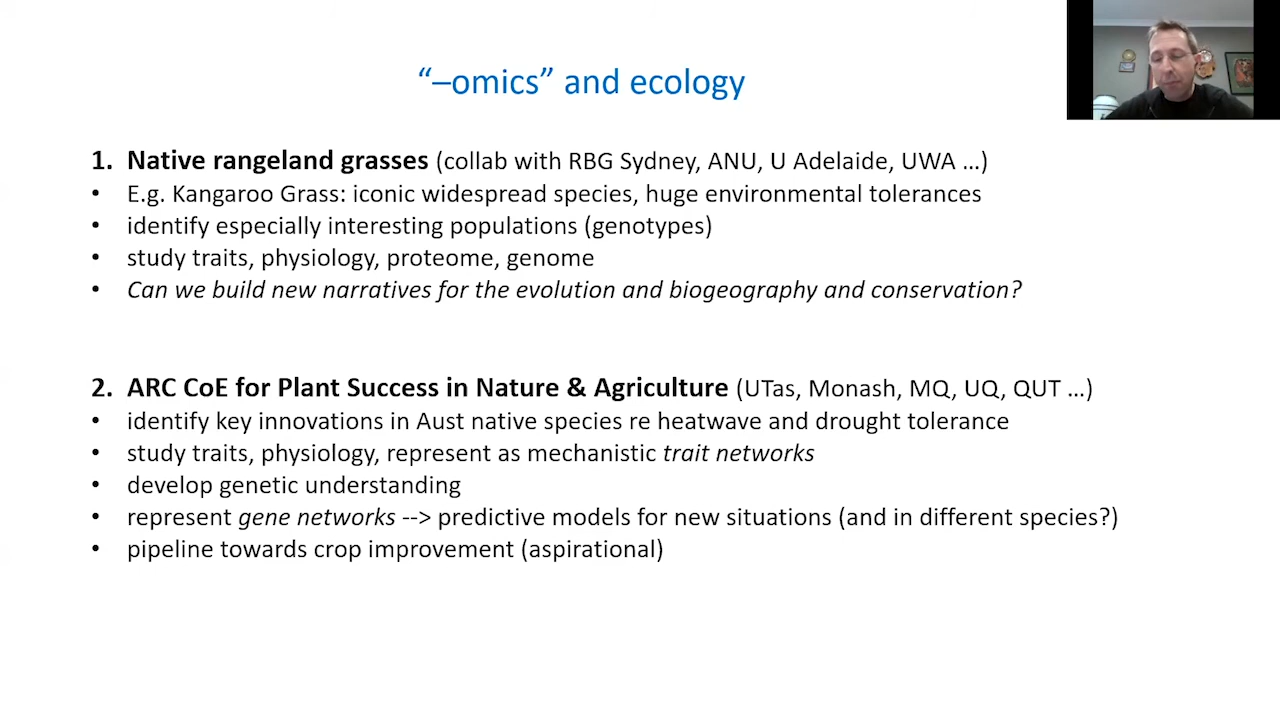 “–omics” and ecology
1. Native rangeland grasses (collab with RBG Sydney, ANU, U Adelaide, UWA …)
• E.g. Kangaroo Grass: iconic widespread species, huge environmental tolerances
• identify especially interesting populations (genotypes)
• study traits, physiology, proteome, genome
• Can we build new narratives for the evolution and biogeography and conservation?
2. ARC CoE for Plant Success in Nature & Agriculture (UTas, Monash, MQ, UQ, QUT …)
• identify key innovations in Aust native species re heatwave and drought tolerance
• study traits, physiology, represent as mechanistic trait networks
• develop genetic understanding
• represent gene networks --> predictive models for new situations (and in different species?)
• pipeline towards crop improvement (aspirational)